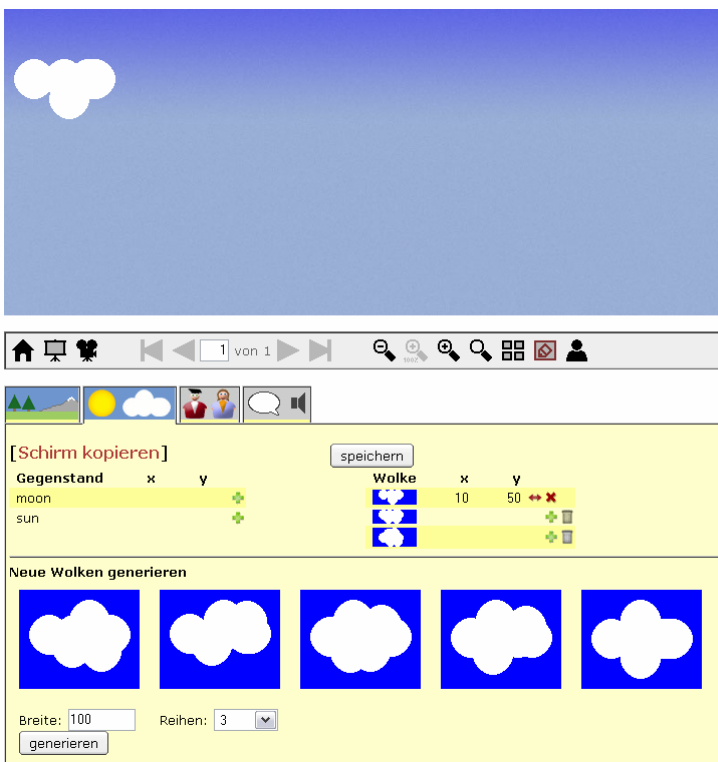 1 von 1
[Schirm kopieren]
speichern
Gegenstand x y
moon
sun
Wolke x y
10 50
Neue Wolken generieren
Breite: 100 Reihen: 3
generieren